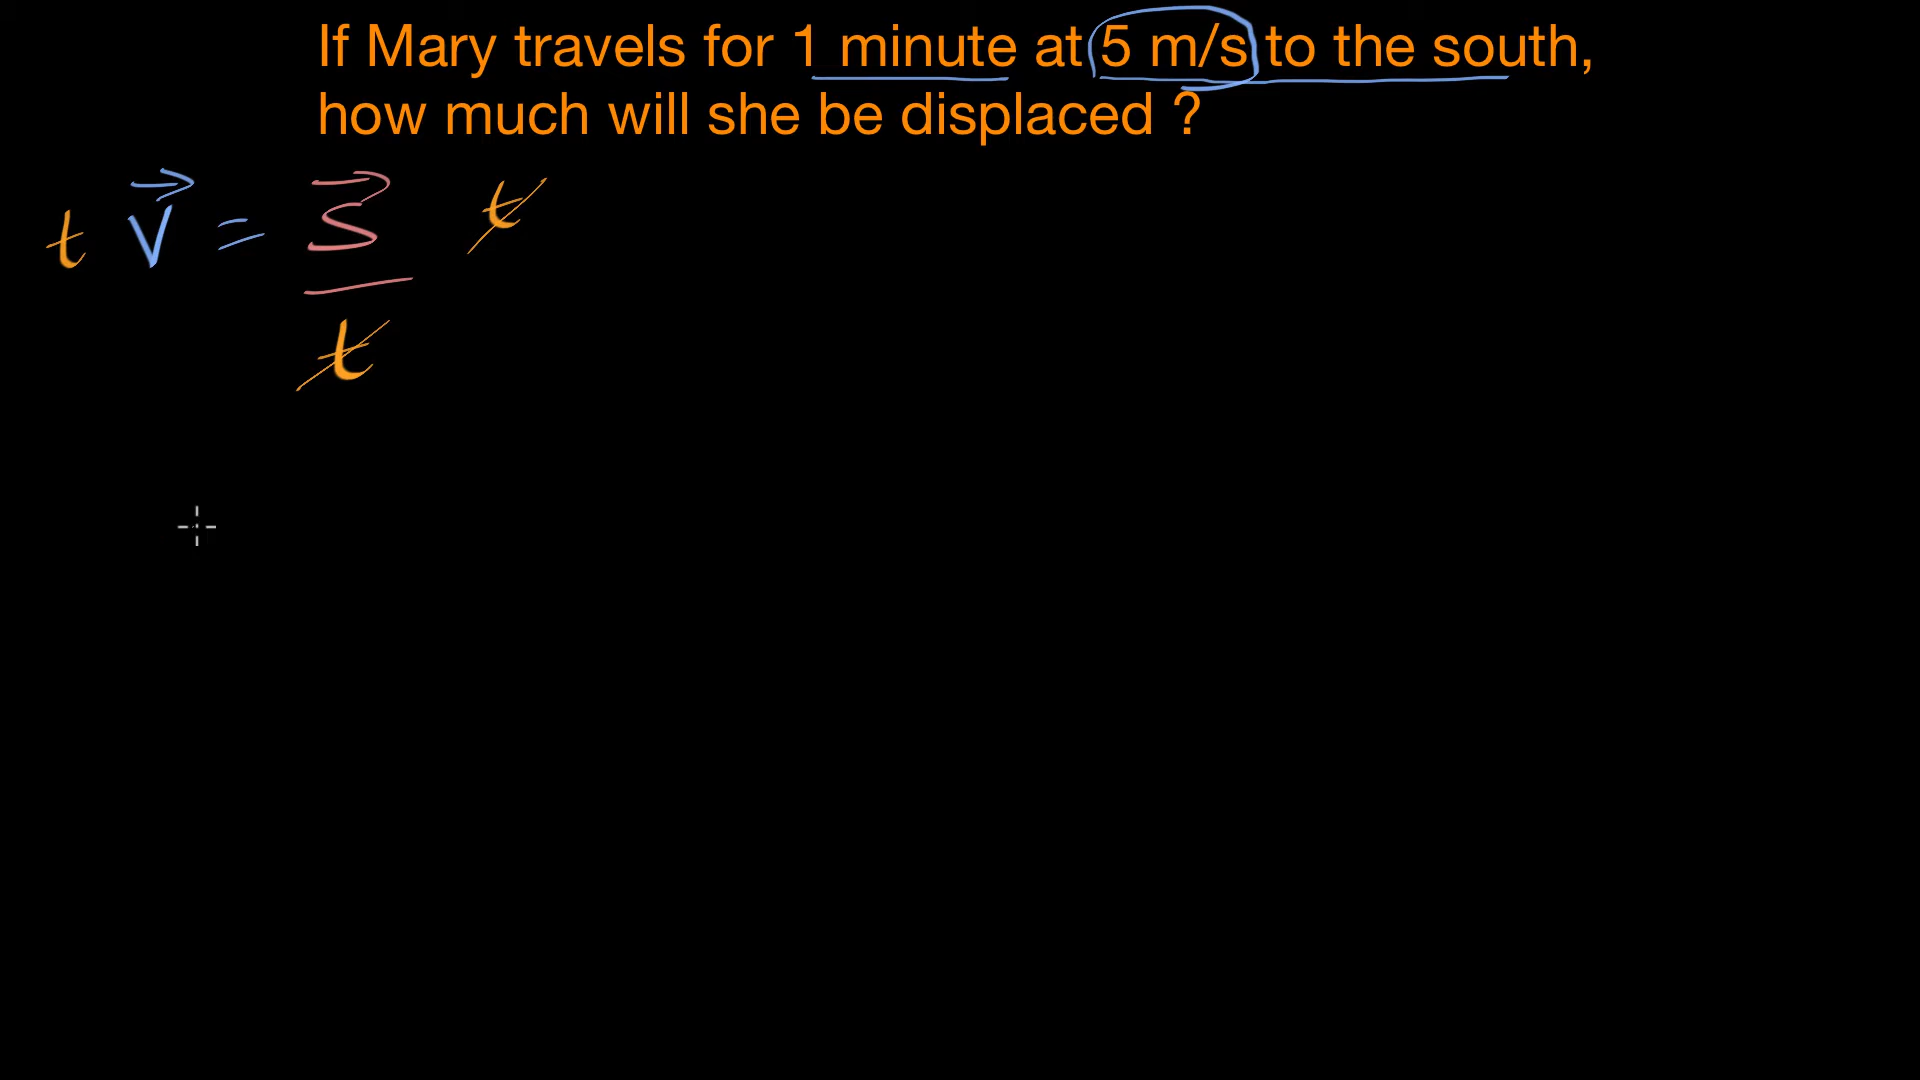 If Mary travels for 1 minute at 5 m/s to the south,
how much will she be displaced ?
t v⃗ = s⃗ / t t